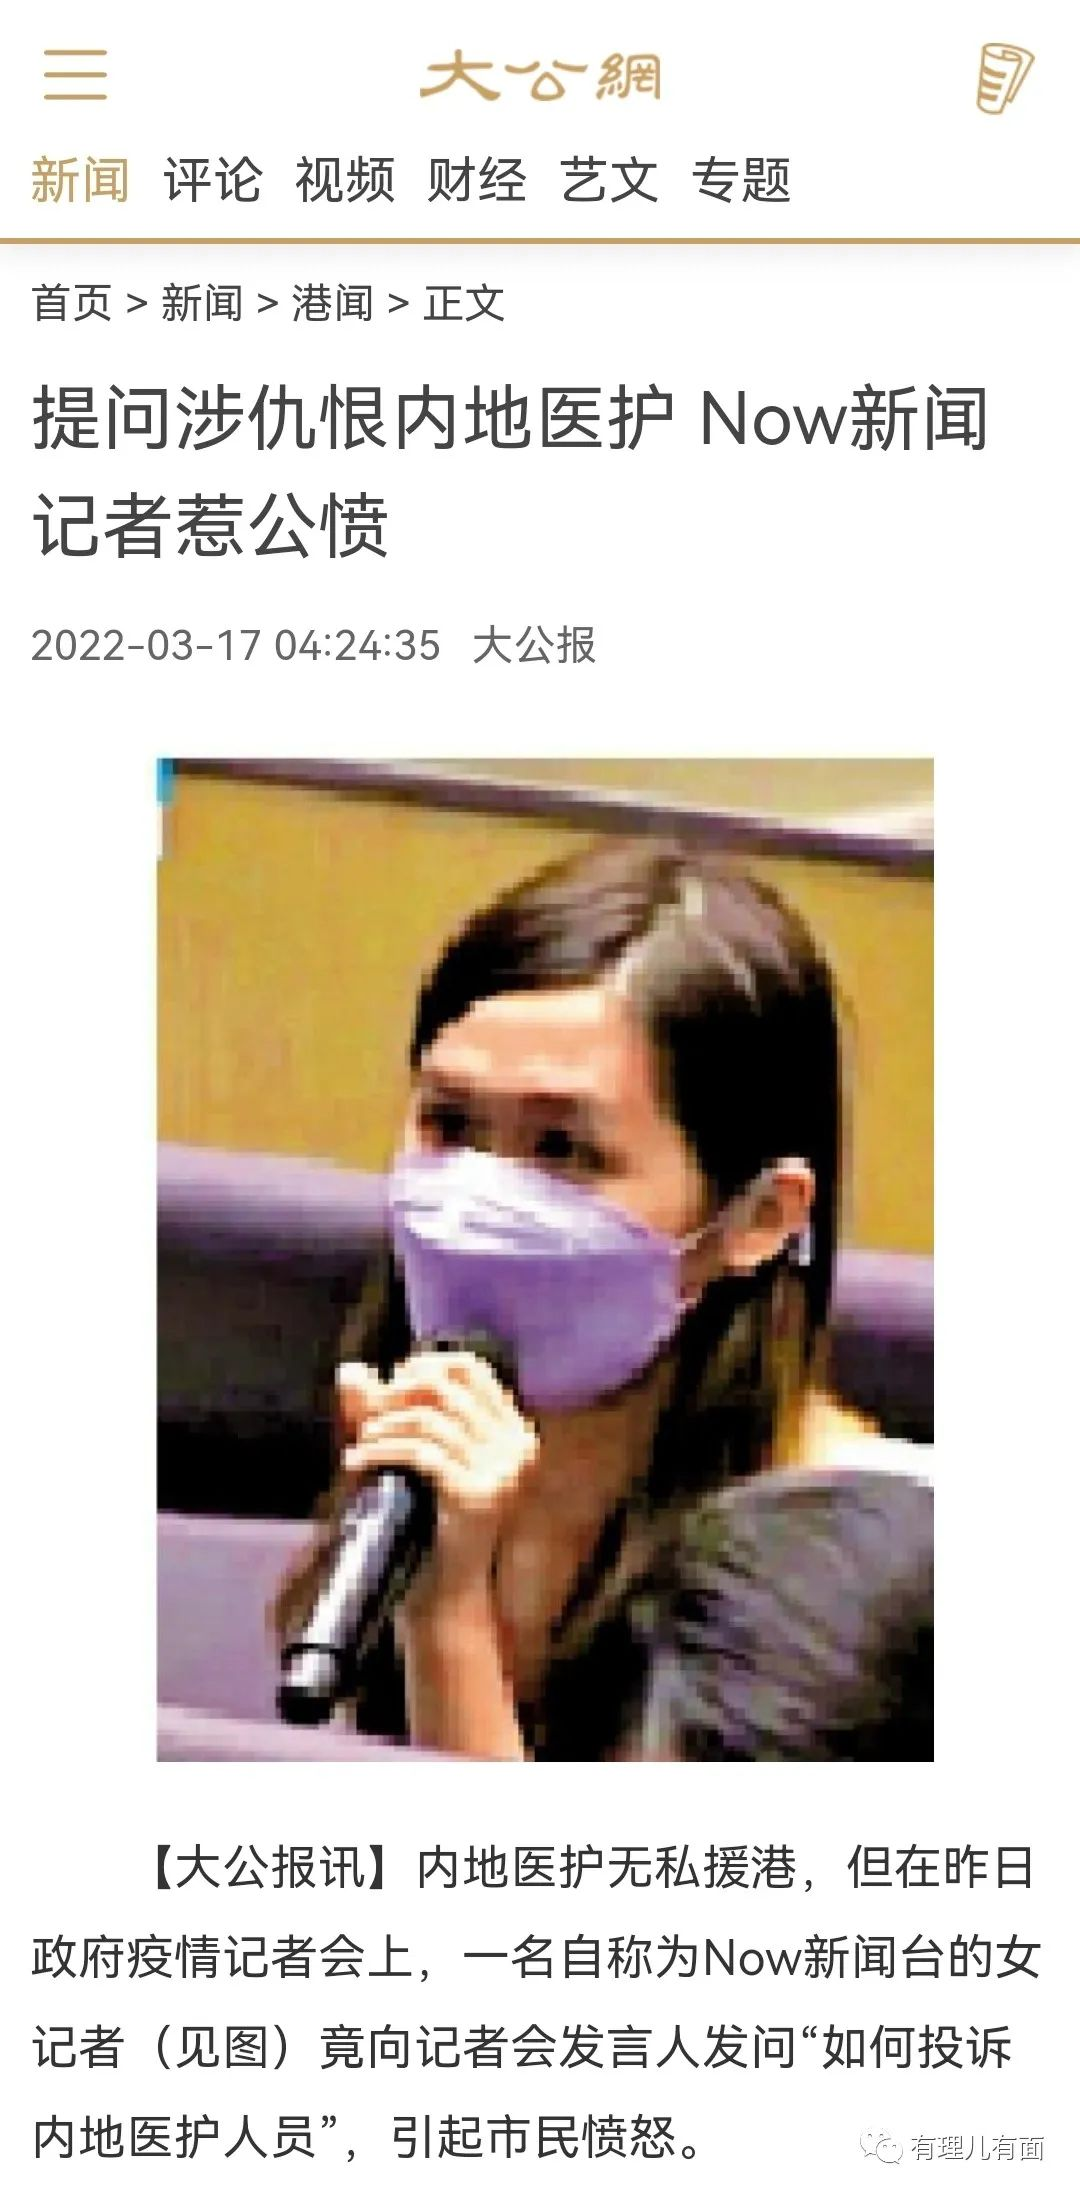 大公網
新闻 评论 视频 财经 艺文 专题
首页 > 新闻 > 港闻 > 正文
提问涉仇恨内地医护 Now新闻
记者惹公愤
2022-03-17 04:24:35 大公报
【大公报讯】内地医护无私援港，但在昨日
政府疫情记者会上，一名自称为Now新闻台的女
记者（见图）竟向记者会发言人发问“如何投诉
内地医护人员”，引起市民愤怒。
有理儿有面